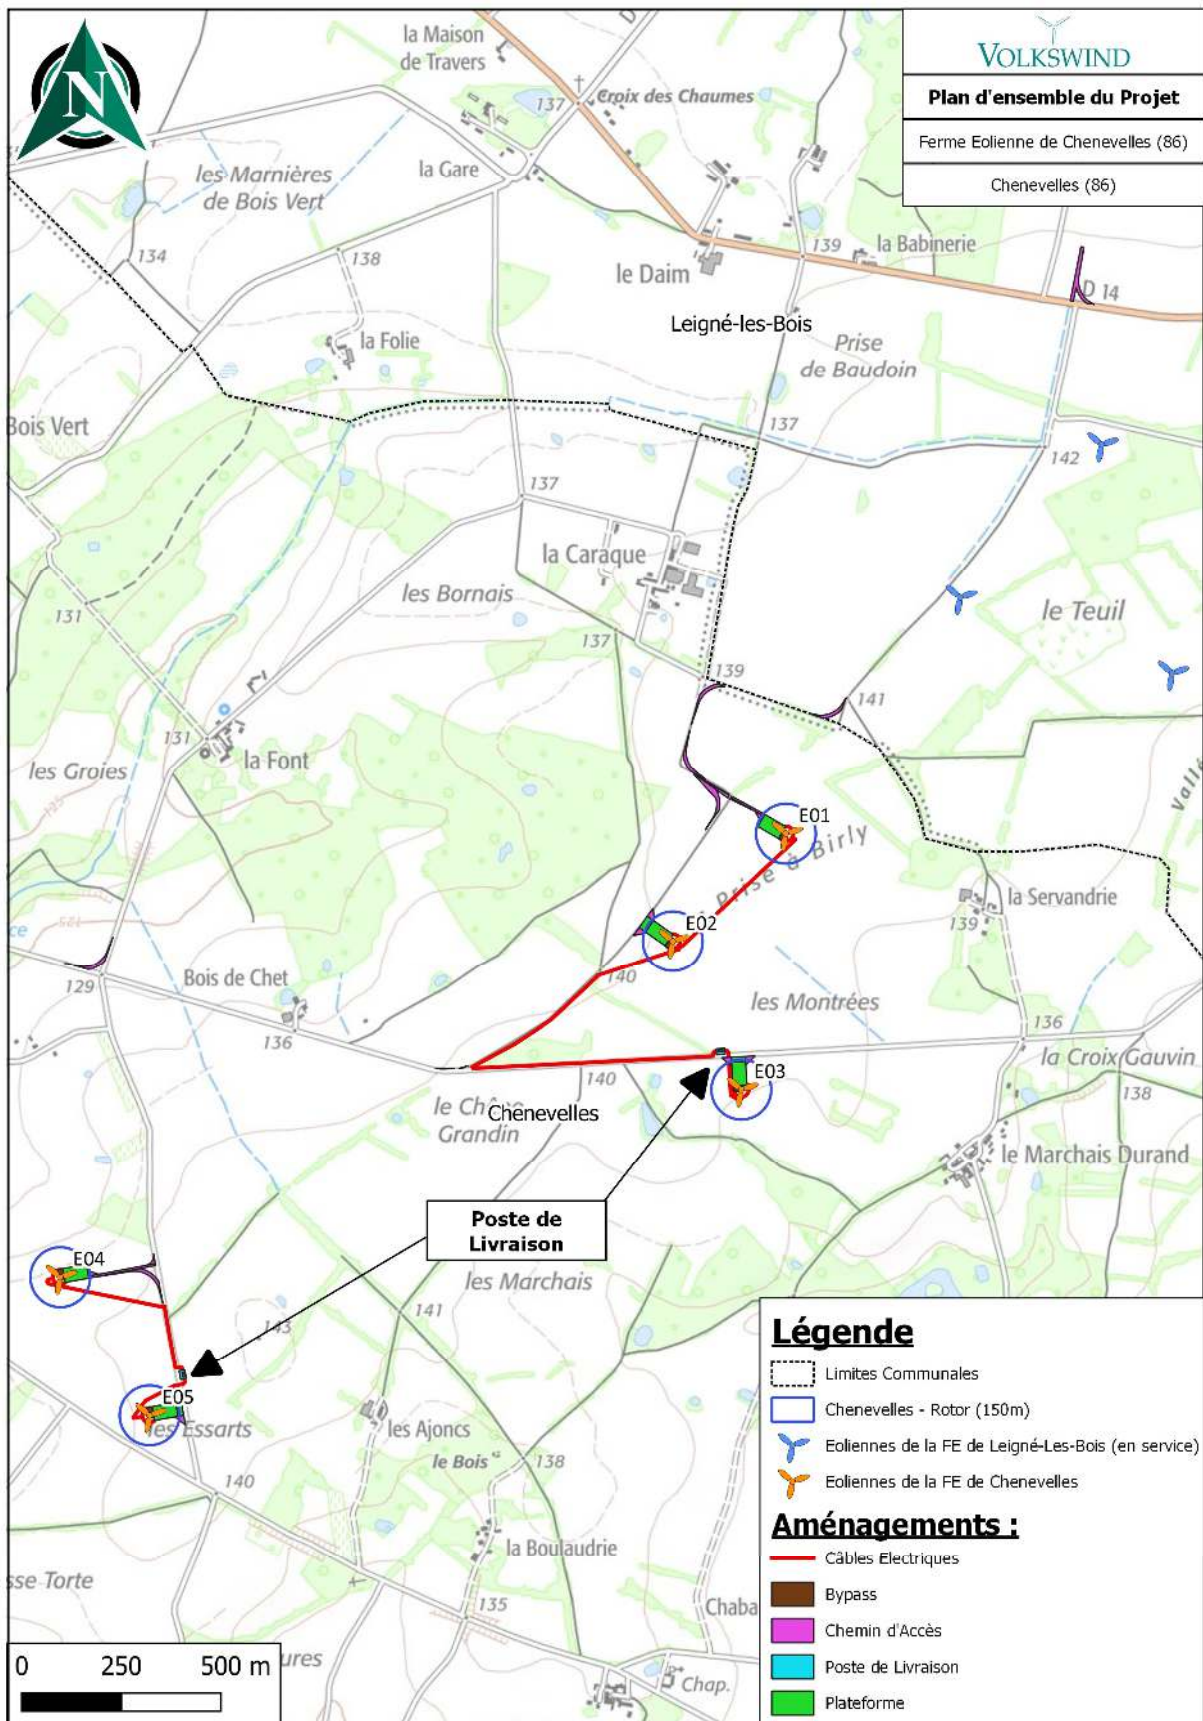 N
VOLKSWIND
Plan d'ensemble du Projet
Ferme Eolienne de Chenevelles (86)
Chenevelles (86)
la Maison
de Travers
D
137
Croix des Chaumes
la Gare
les Marnières
de Bois Vert
134
138
139
la Babinerie
le Daim
D 14
Leigné-les-Bois
Prise
de Baudoin
la Folie
Bois Vert
137
142
137
la Caraque
les Bornais
131
137
le Teuil
139
141
131
la Font
les Groies
125
Vallé
E01
Prise à Birly
la Servandrie
E02
139
125
ce
Bois de Chet
129
140
les Montrées
136
136
la Croix Gauvin
140
E03
138
le Chêne
Grandin
Chenevelles
le Marchais Durand
Poste de
Livraison
E04
les Marchais
141
143
E05
les Essarts
les Ajoncs
le Bois
138
140
la Boulaudrie
sse Torte
135
Chaba
ures
Chap.
0 250 500 m
Légende
Limites Communales
Chenevelles - Rotor (150m)
Eoliennes de la FE de Leigné-Les-Bois (en service)
Eoliennes de la FE de Chenevelles
Aménagements :
Câbles Electriques
Bypass
Chemin d'Accès
Poste de Livraison
Plateforme